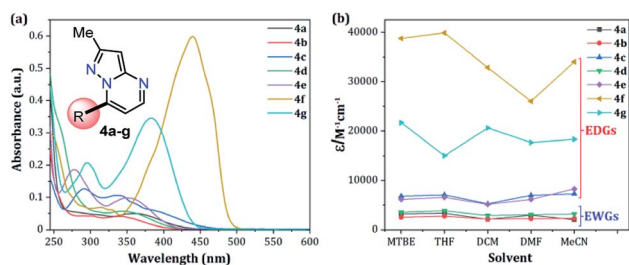 (a)
Me
N
N
N
R
4a-g
4a
4b
4c
4d
4e
4f
4g
Absorbance (a.u.)
0.6
0.5
0.4
0.3
0.2
0.1
0
250 300 350 400 450 500 550 600
Wavelength (nm)
(b)
4a
4b
4c
4d
4e
4f
4g
EDGs
EWGs
ε/M⁻¹cm⁻¹
40000
30000
20000
10000
0
MTBE THF DCM DMF MeCN
Solvent